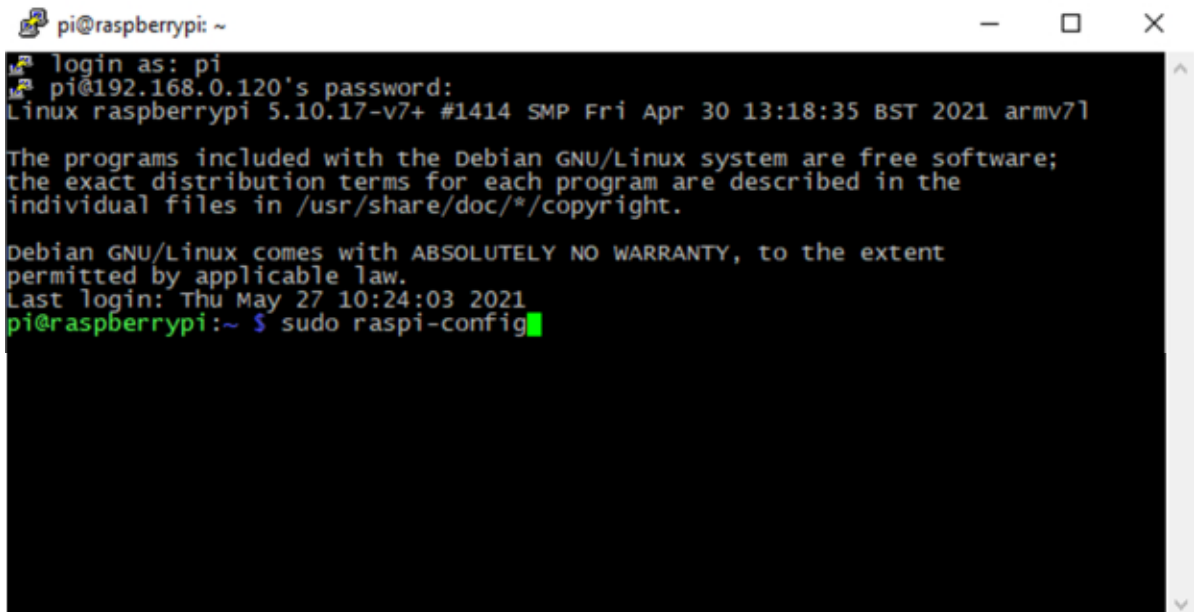 pi@raspberrypi: ~
login as: pi
pi@192.168.0.120's password:
Linux raspberrypi 5.10.17-v7+ #1414 SMP Fri Apr 30 13:18:35 BST 2021 armv7l
The programs included with the Debian GNU/Linux system are free software;
the exact distribution terms for each program are described in the
individual files in /usr/share/doc/*/copyright.
Debian GNU/Linux comes with ABSOLUTELY NO WARRANTY, to the extent
permitted by applicable law.
Last login: Thu May 27 10:24:03 2021
pi@raspberrypi:~ $ sudo raspi-config